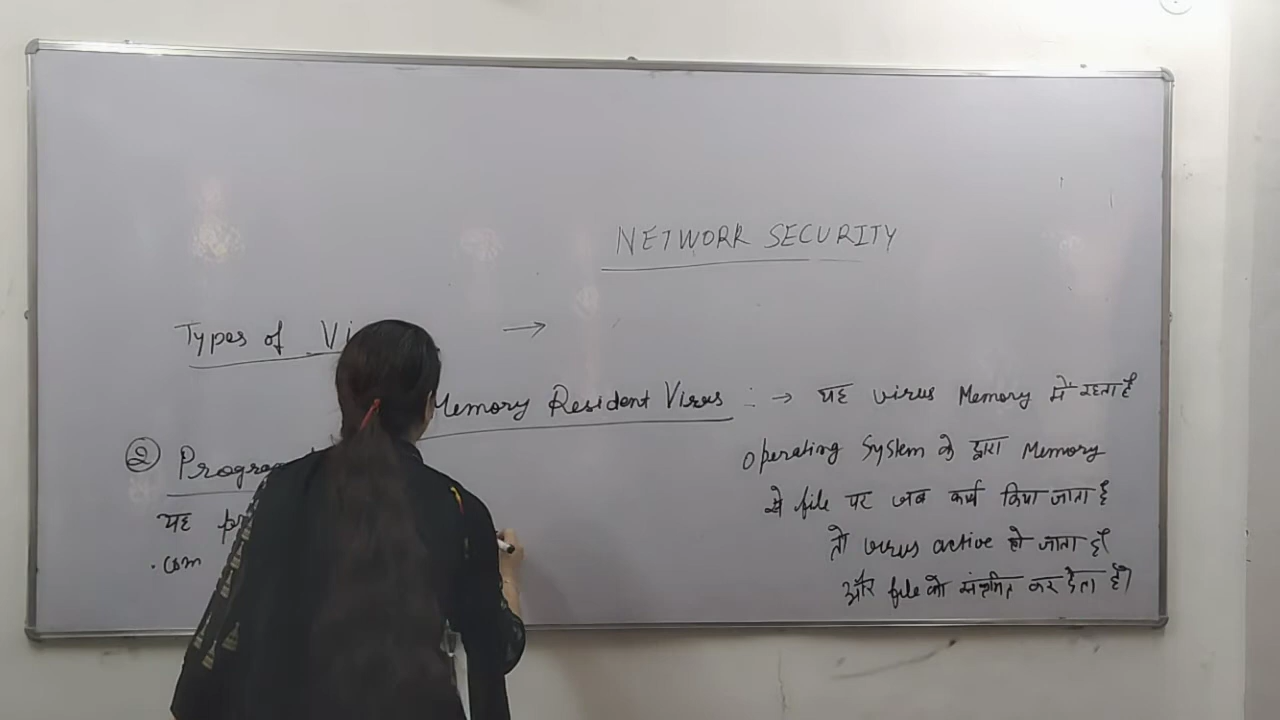 NETWORK SECURITY
Types of Vi →
Memory Resident Virus : → यह virus Memory मे रहता है
operating System के द्वारा Memory
से file पर जब कार्य किया जाता है
तो virus active हो जाता है।
और file को संक्रमित कर देता है।
② Program
यह
.com